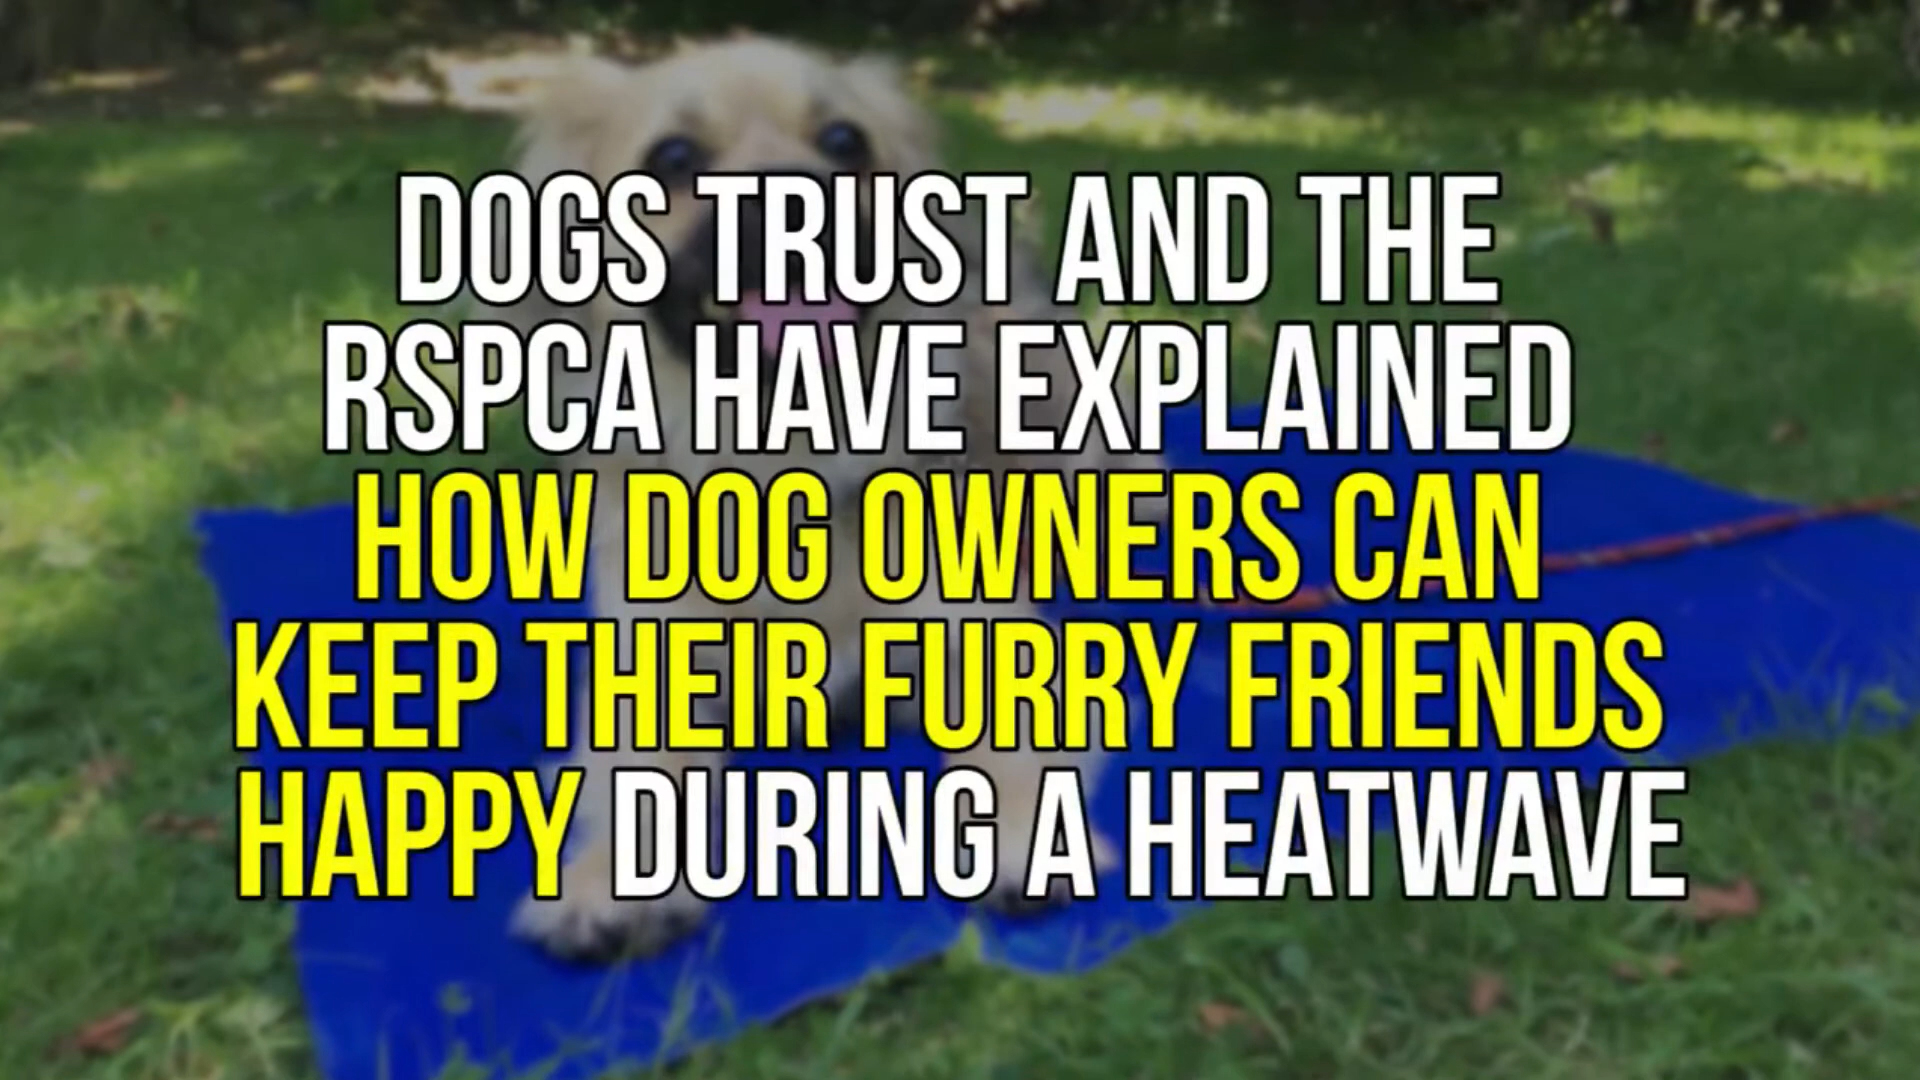 DOGS TRUST AND THE
RSPCA HAVE EXPLAINED
HOW DOG OWNERS CAN
KEEP THEIR FURRY FRIENDS
HAPPY DURING A HEATWAVE